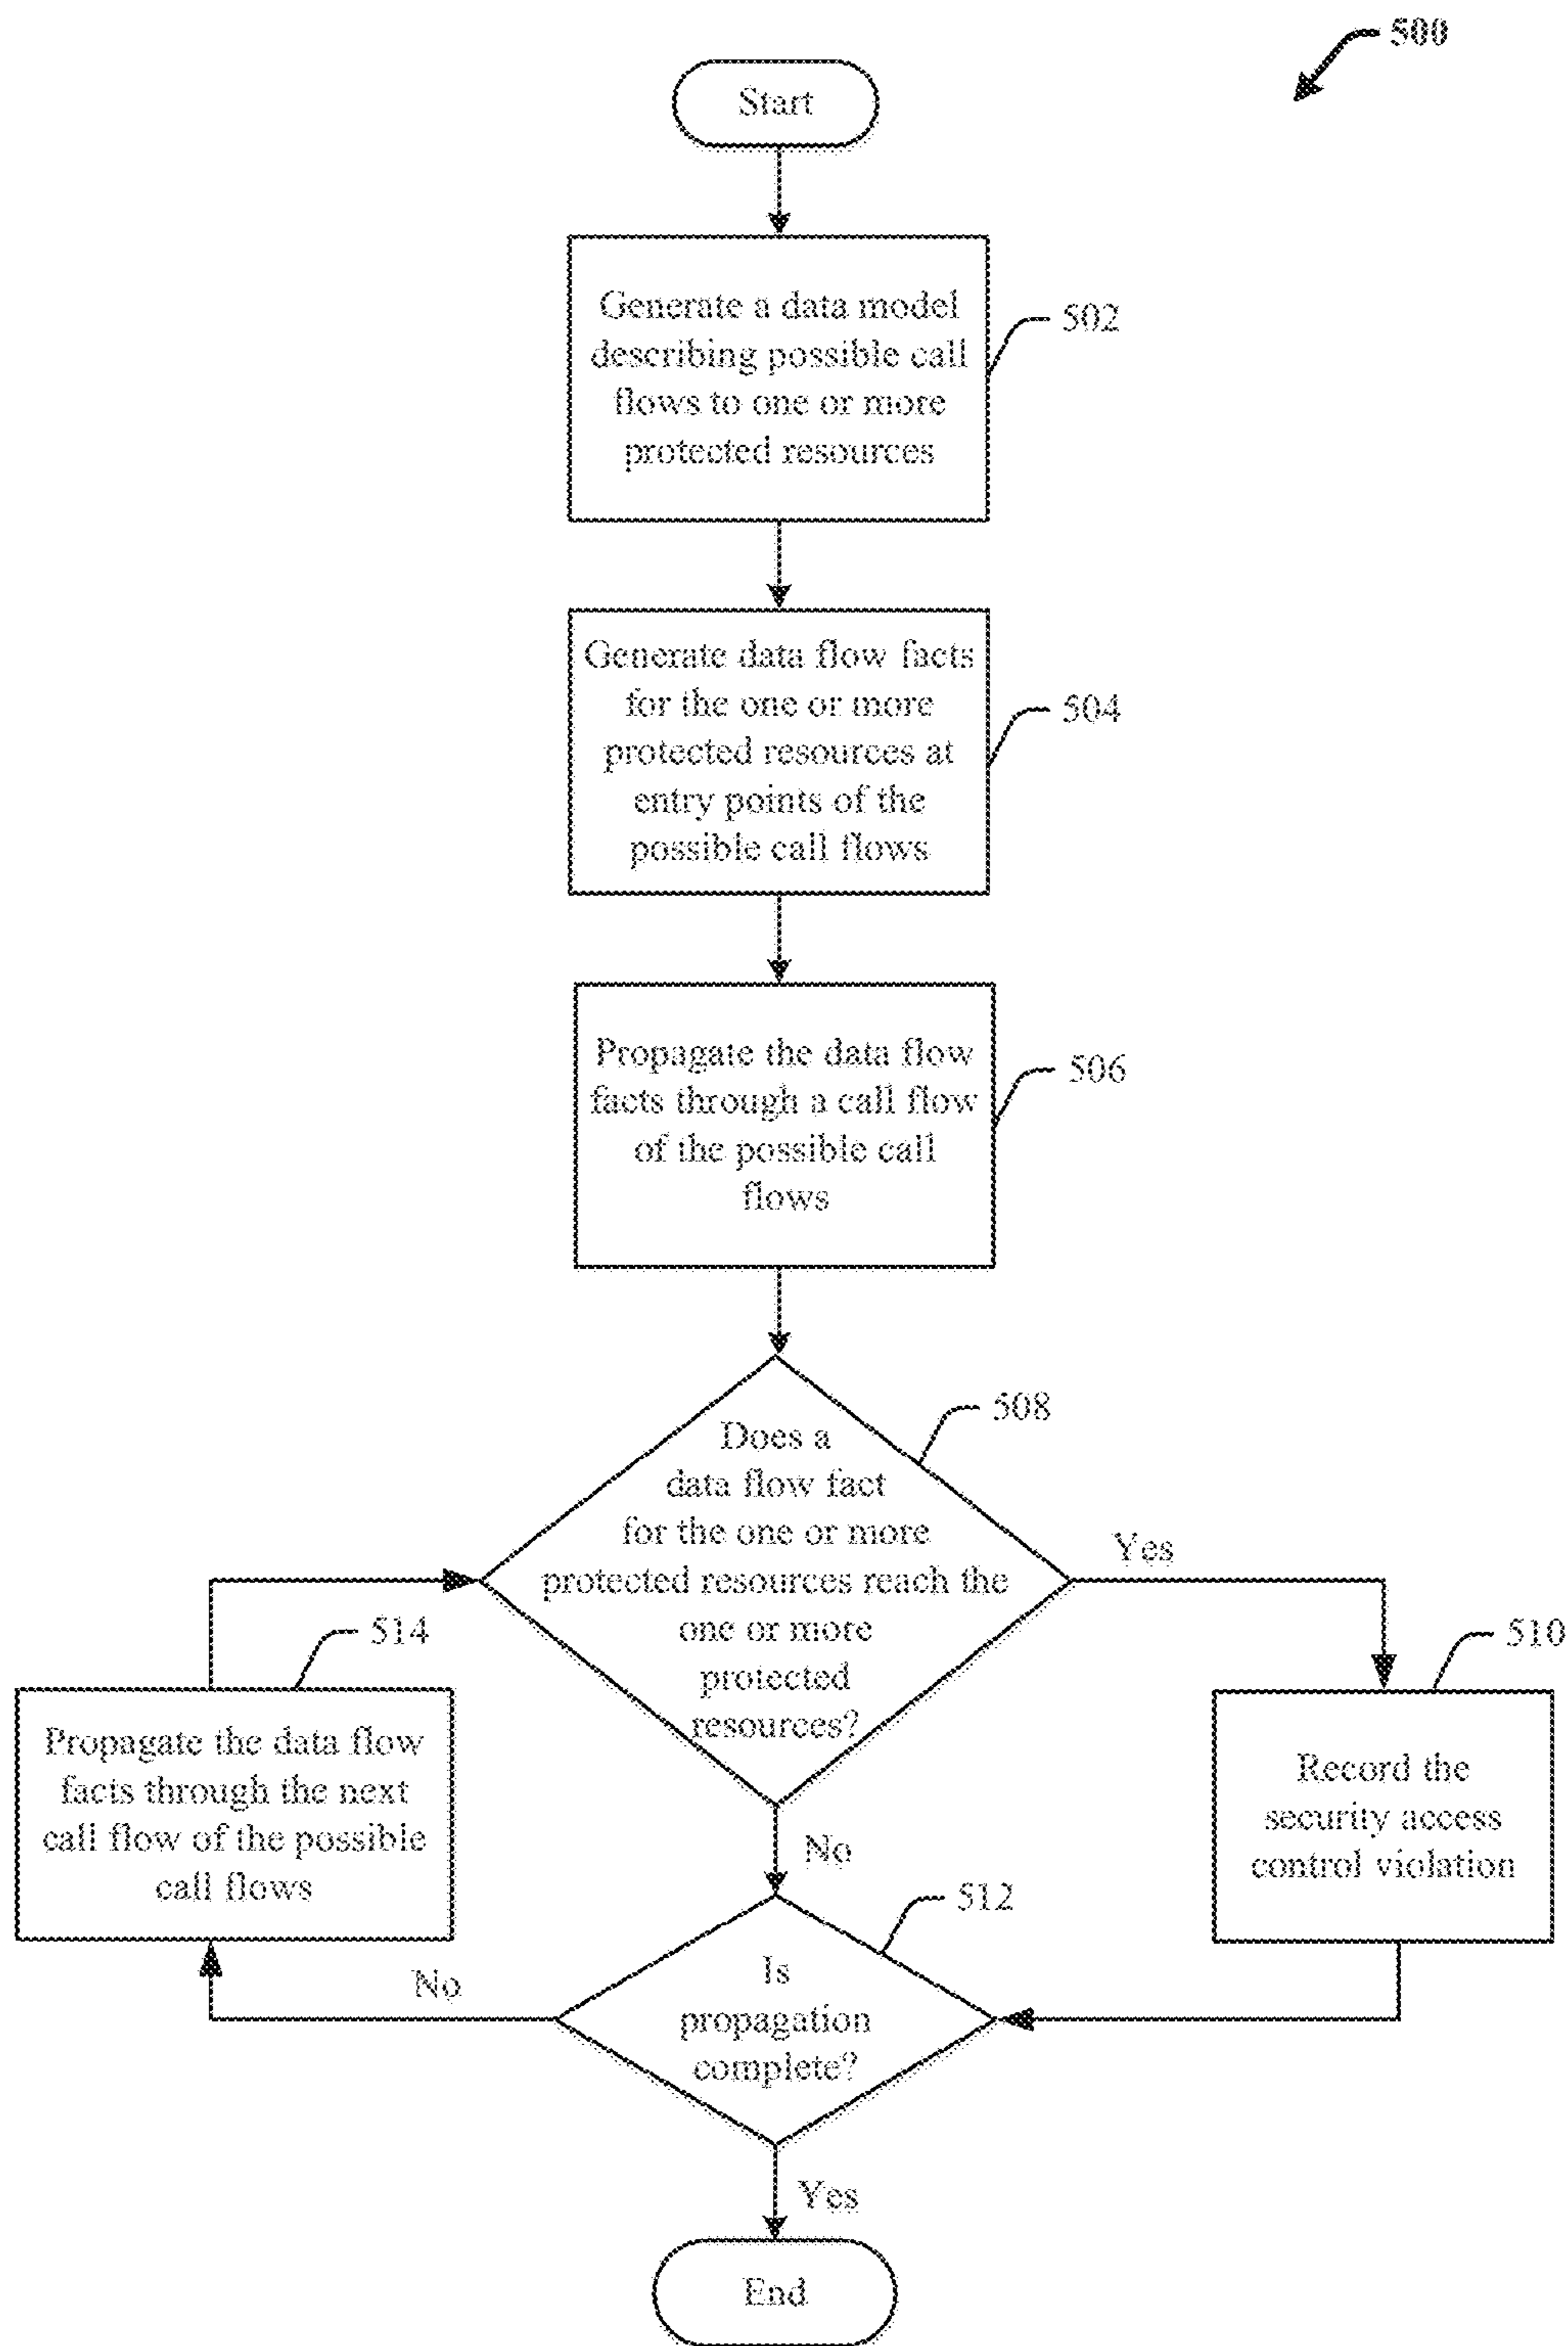 500
Start
Generate a data model
describing possible call
flows to one or more
protected resources
502
Generate data flow facts
for the one or more
protected resources at
entry points of the
possible call flows
504
Propagate the data flow
facts through a call flow
of the possible call
flows
506
Does a
data flow fact
for the one or more
protected resources reach the
one or more
protected
resources?
508
Yes
510
Record the
security access
control violation
514
Propagate the data flow
facts through the next
call flow of the possible
call flows
No
512
Is
propagation
complete?
No
Yes
End